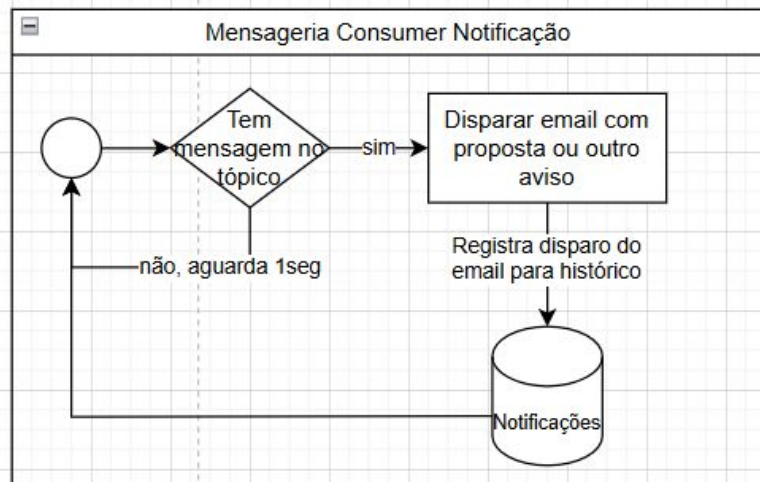 Mensageria Consumer Notificação
Tem
mensagem no
tópico
sim
Disparar email com
proposta ou outro
aviso
não, aguarda 1seg
Registra disparo do
email para histórico
Notificações